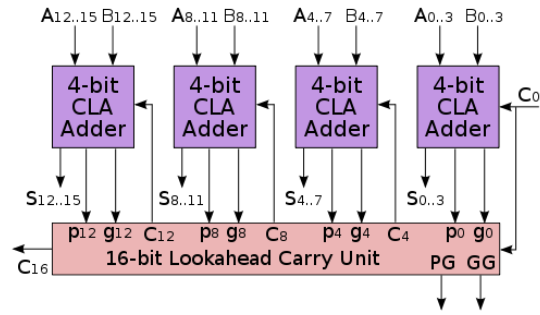 A12..15 B12..15 A8..11 B8..11 A4..7 B4..7 A0..3 B0..3
4-bit CLA Adder
4-bit CLA Adder
4-bit CLA Adder
4-bit CLA Adder
C0
S12..15 S8..11 S4..7 S0..3
p12 g12 C12 p8 g8 C8 p4 g4 C4 p0 g0
C16
16-bit Lookahead Carry Unit
PG GG